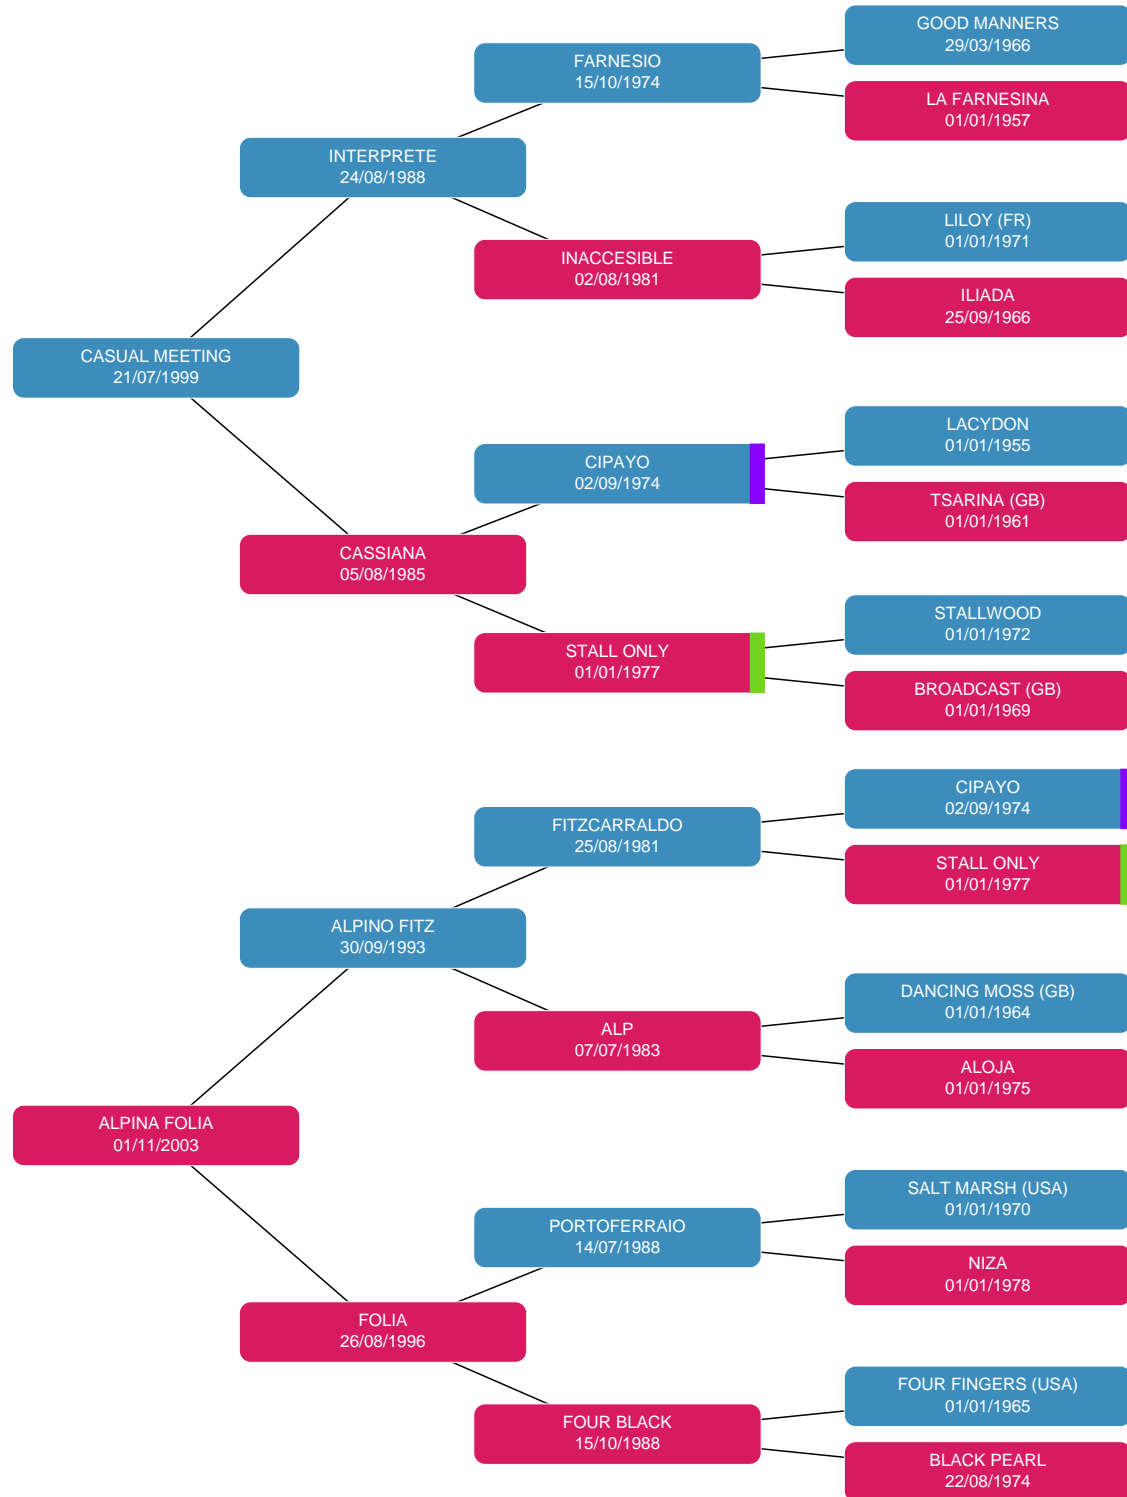 GOOD MANNERS
29/03/1966
FARNESIO
15/10/1974
LA FARNESINA
01/01/1957
INTERPRETE
24/08/1988
LILOY (FR)
01/01/1971
INACCESIBLE
02/08/1981
ILIADA
25/09/1966
CASUAL MEETING
21/07/1999
LACYDON
01/01/1955
CIPAYO
02/09/1974
TSARINA (GB)
01/01/1961
CASSIANA
05/08/1985
STALLWOOD
01/01/1972
STALL ONLY
01/01/1977
BROADCAST (GB)
01/01/1969
CIPAYO
02/09/1974
FITZCARRALDO
25/08/1981
STALL ONLY
01/01/1977
ALPINO FITZ
30/09/1993
DANCING MOSS (GB)
01/01/1964
ALP
07/07/1983
ALOJA
01/01/1975
ALPINA FOLIA
01/11/2003
SALT MARSH (USA)
01/01/1970
PORTOFERRAIO
14/07/1988
NIZA
01/01/1978
FOLIA
26/08/1996
FOUR FINGERS (USA)
01/01/1965
FOUR BLACK
15/10/1988
BLACK PEARL
22/08/1974